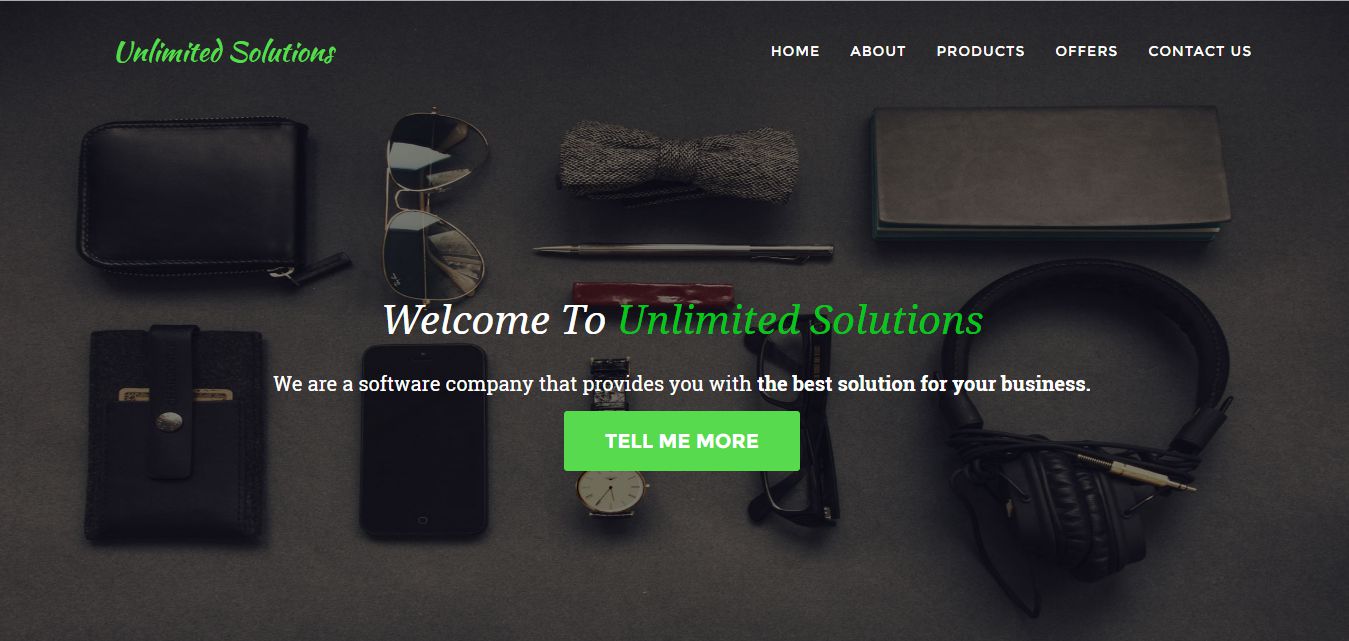 Unlimited Solutions
HOME ABOUT PRODUCTS OFFERS CONTACT US
Welcome To Unlimited Solutions
We are a software company that provides you with the best solution for your business.
TELL ME MORE